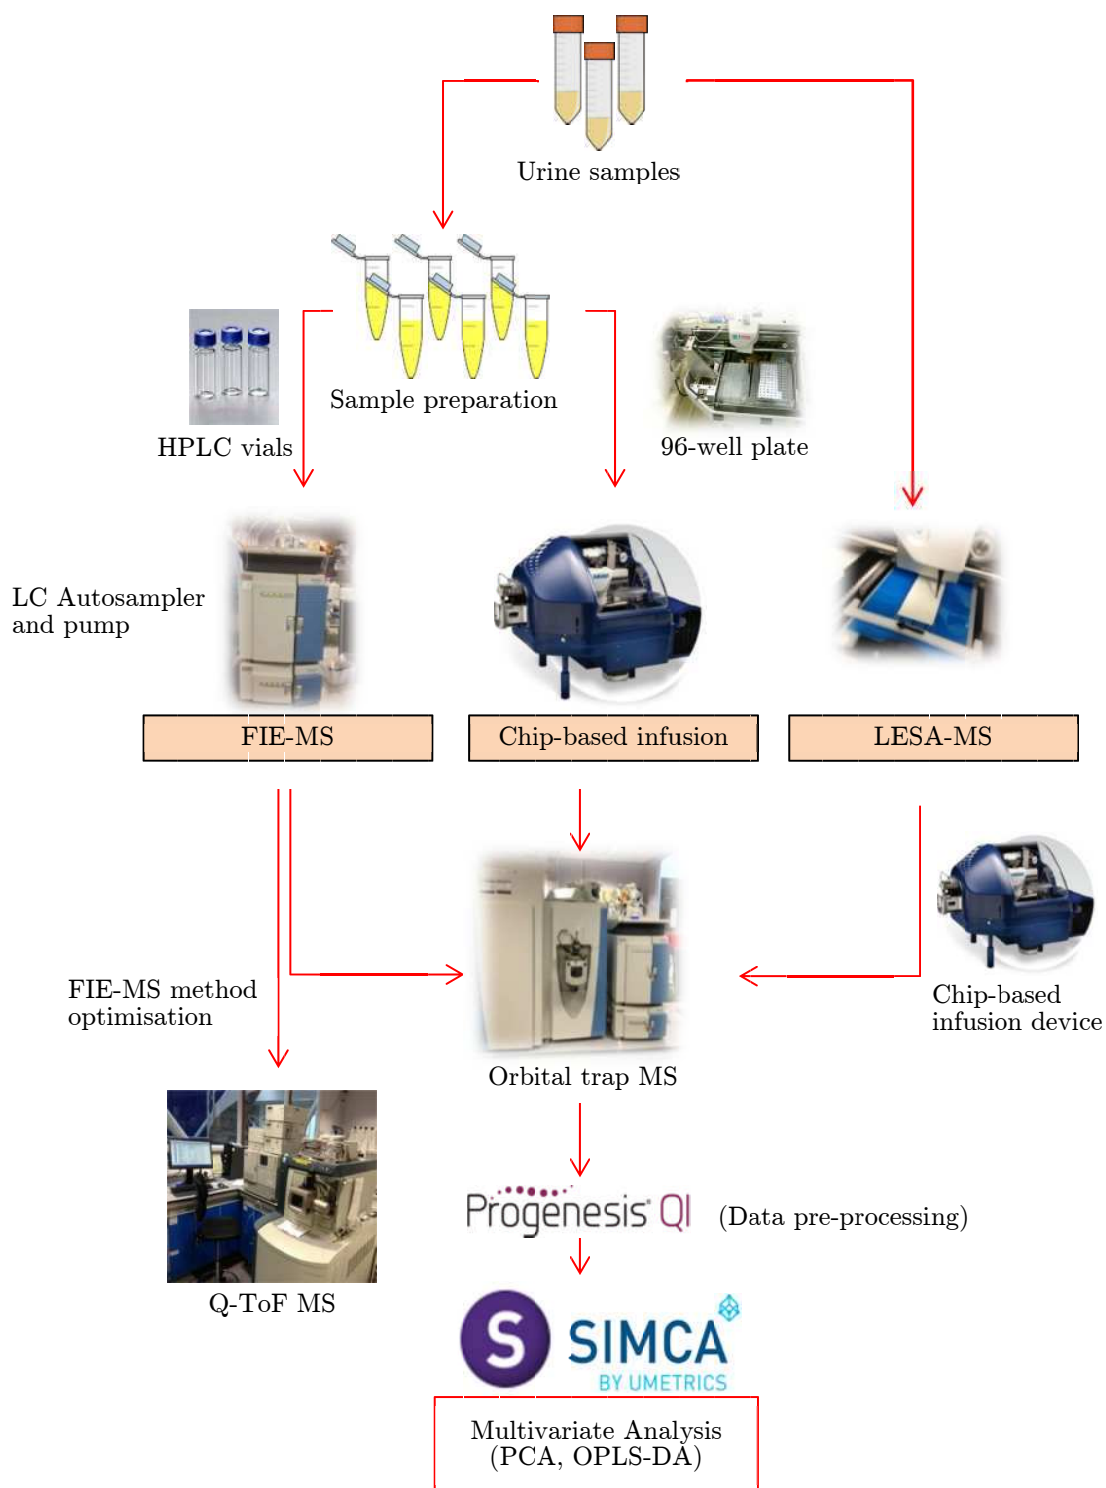 Urine samples
Sample preparation
HPLC vials
96-well plate
LC Autosampler
and pump
FIE-MS
Chip-based infusion
LESA-MS
FIE-MS method
optimisation
Chip-based
infusion device
Orbital trap MS
Q-ToF MS
Progenesis QI
(Data pre-processing)
S
SIMCA
BY UMETRICS
Multivariate Analysis
(PCA, OPLS-DA)